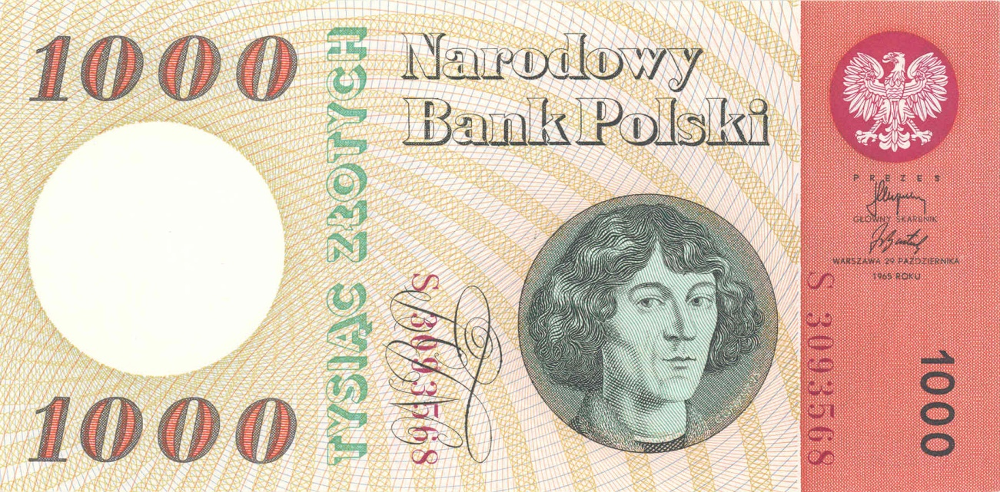 1000
1000
TYSIĄC ZŁOTYCH
Narodowy
Bank Polski
S 3093568
PREZES
GŁÓWNY SKARBNIK
WARSZAWA 29 PAŹDZIERNIKA
1965 ROKU
S 3093568
1000